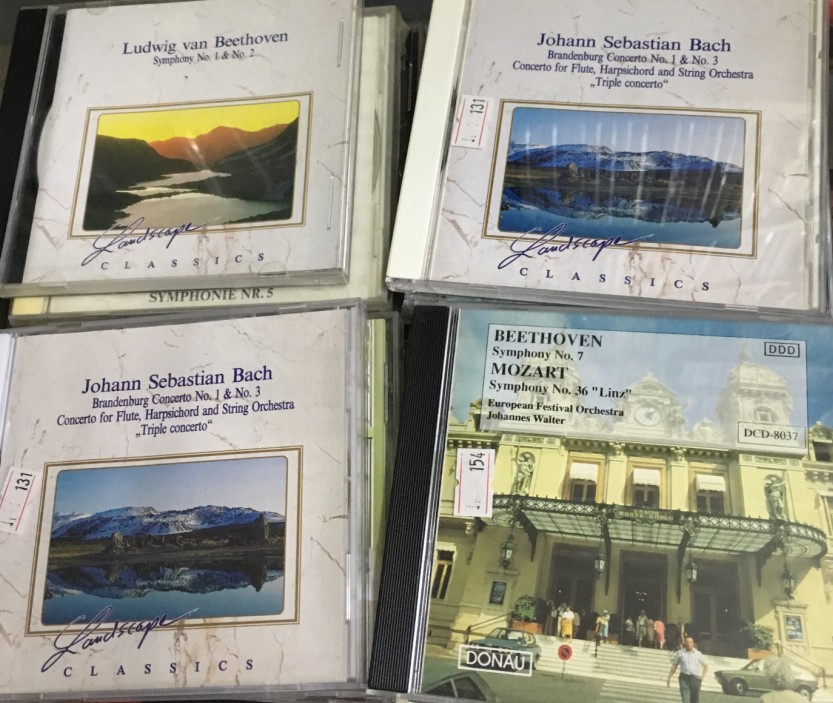 Ludwig van Beethoven
Symphony No. 1 & No. 2
Landscape
CLASSICS
SYMPHONIE NR. 5
Johann Sebastian Bach
Brandenburg Concerto No. 1 & No. 3
Concerto for Flute, Harpsichord and String Orchestra
„Triple concerto“
131
Landscape
CLASSICS
Johann Sebastian Bach
Brandenburg Concerto No. 1 & No. 3
Concerto for Flute, Harpsichord and String Orchestra
„Triple concerto“
131
Landscape
CLASSICS
BEETHOVEN
Symphony No. 7
MOZART
Symphony No. 36 "Linz"
European Festival Orchestra
Johannes Walter
DDD
DCD-8037
154
DONAU